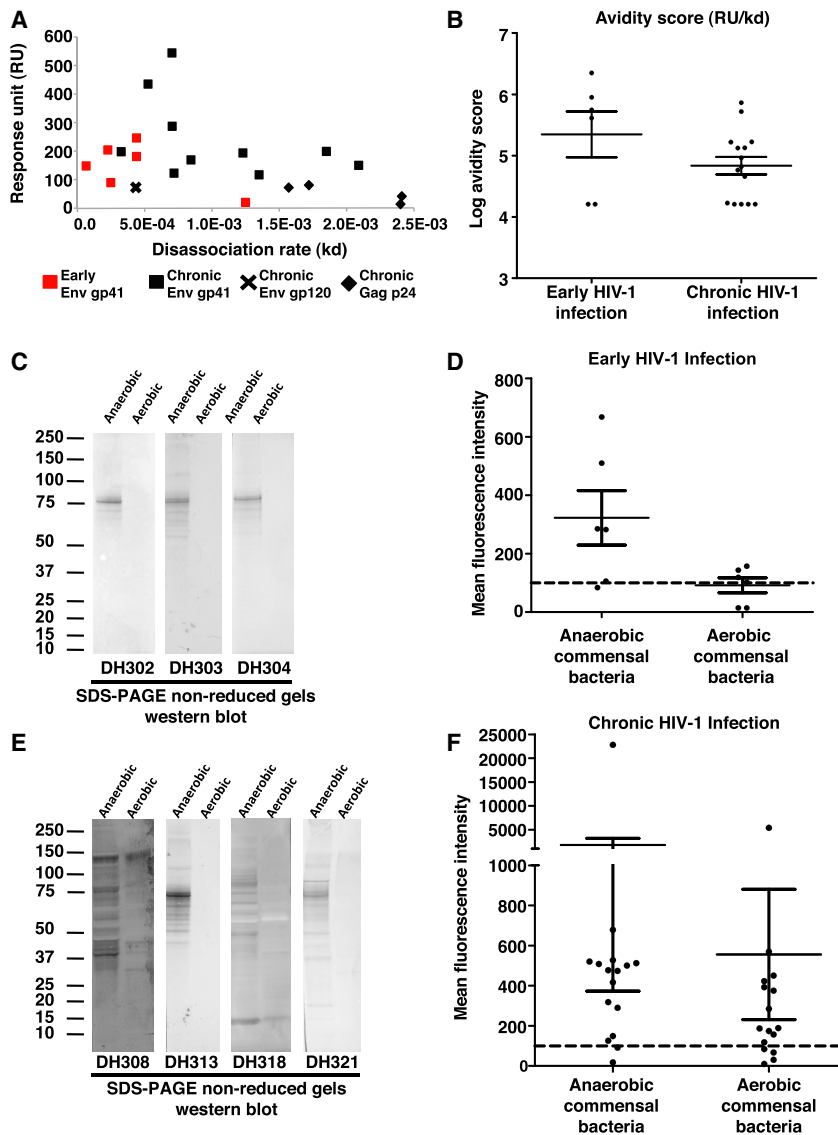 A
Response unit (RU)
600
500
400
300
200
100
0
0.0 5.0E-04 1.0E-03 1.5E-03 2.0E-03 2.5E-03
Disassociation rate (kd)
Early
Env gp41
Chronic
Env gp41
Chronic
Env gp120
Chronic
Gag p24
B
Avidity score (RU/kd)
Log avidity score
7
6
5
4
3
Early HIV-1
infection
Chronic HIV-1
infection
C
Anaerobic
Aerobic
Anaerobic
Aerobic
Anaerobic
Aerobic
250
150
100
75
50
37
25
20
15
10
DH302 DH303 DH304
SDS-PAGE non-reduced gels
western blot
D
Early HIV-1 Infection
Mean fluorescence intensity
800
600
400
200
0
Anaerobic
commensal
bacteria
Aerobic
commensal
bacteria
E
Anaerobic
Aerobic
Anaerobic
Aerobic
Anaerobic
Aerobic
Anaerobic
Aerobic
250
150
100
75
50
37
25
20
15
10
DH308 DH313 DH318 DH321
SDS-PAGE non-reduced gels
western blot
F
Chronic HIV-1 Infection
Mean fluorescence intensity
25000
20000
15000
10000
5000
1000
800
600
400
200
0
Anaerobic
commensal
bacteria
Aerobic
commensal
bacteria